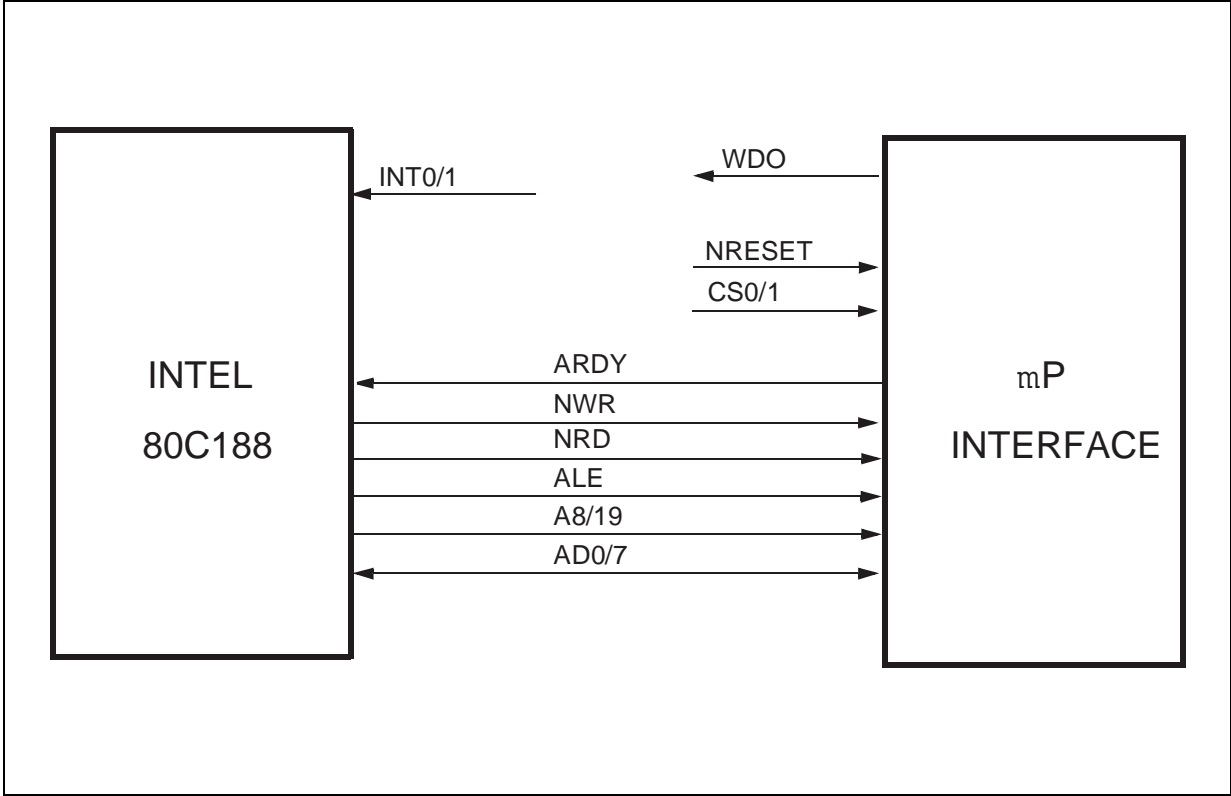 WDO
INT0/1
NRESET
CS0/1
ARDY
INTEL
80C188
mP
INTERFACE
NWR
NRD
ALE
A8/19
AD0/7